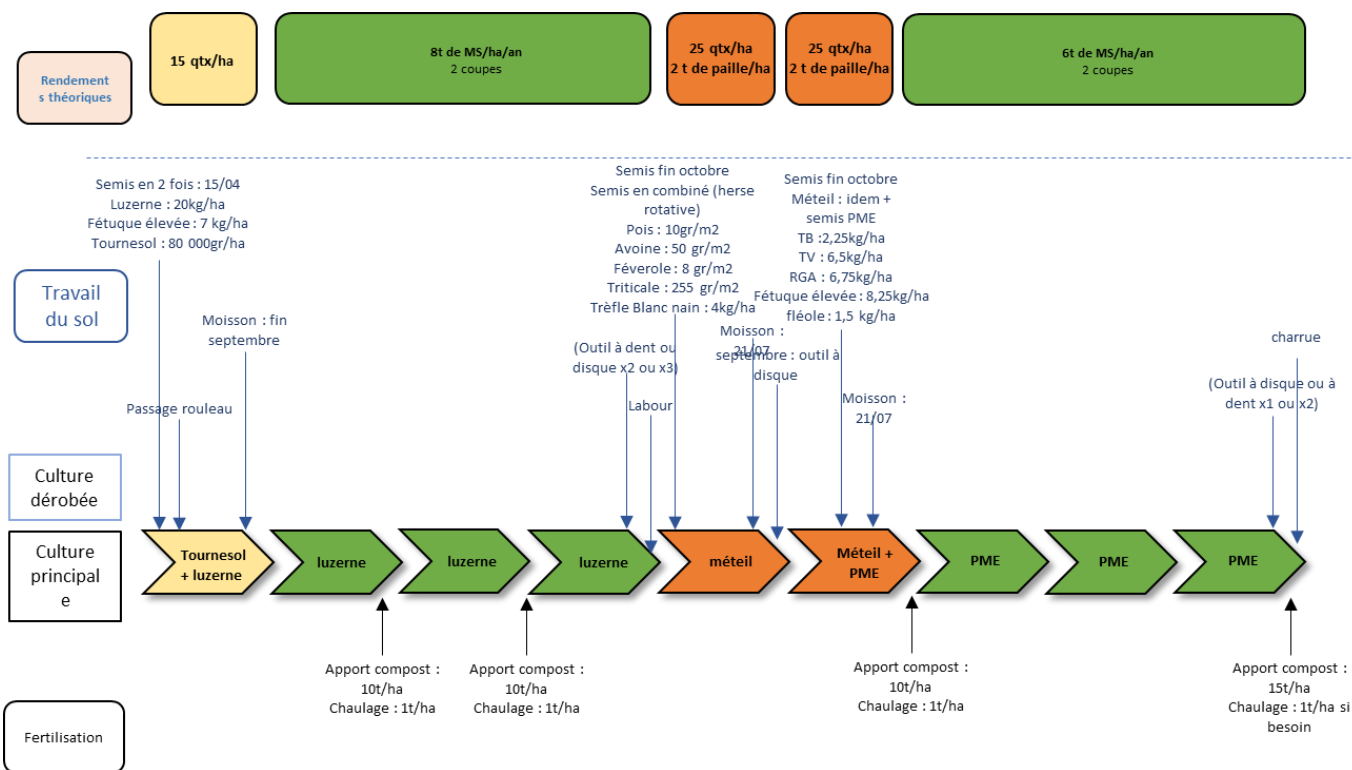 15 qtx/ha
8t de MS/ha/an
2 coupes
25 qtx/ha
2 t de paille/ha
25 qtx/ha
2 t de paille/ha
6t de MS/ha/an
2 coupes
Rendement
s théoriques
Semis en 2 fois : 15/04
Luzerne : 20kg/ha
Fétuque élevée : 7 kg/ha
Tournesol : 80 000gr/ha
Semis fin octobre
Semis en combiné (herse
rotative)
Pois : 10gr/m2
Avoine : 50 gr/m2
Féverole : 8 gr/m2
Triticale : 255 gr/m2
Trèfle Blanc nain : 4kg/ha
Semis fin octobre
Méteil : idem +
semis PME
TB :2,25kg/ha
TV : 6,5kg/ha
RGA : 6,75kg/ha
Fétuque élevée : 8,25kg/ha
fléole : 1,5 kg/ha
Travail
du sol
Moisson : fin
septembre
Passage rouleau
(Outil à dent ou
disque x2 ou x3)
Labour
Moisson :
21/07
septembre : outil à
disque
Moisson :
21/07
charrue
(Outil à disque ou à
dent x1 ou x2)
Culture
dérobée
Culture
principal
e
Tournesol
+ luzerne
luzerne
luzerne
luzerne
méteil
Méteil +
PME
PME
PME
PME
Apport compost :
10t/ha
Chaulage : 1t/ha
Apport compost :
10t/ha
Chaulage : 1t/ha
Apport compost :
10t/ha
Chaulage : 1t/ha
Apport compost :
15t/ha
Chaulage : 1t/ha si
besoin
Fertilisation